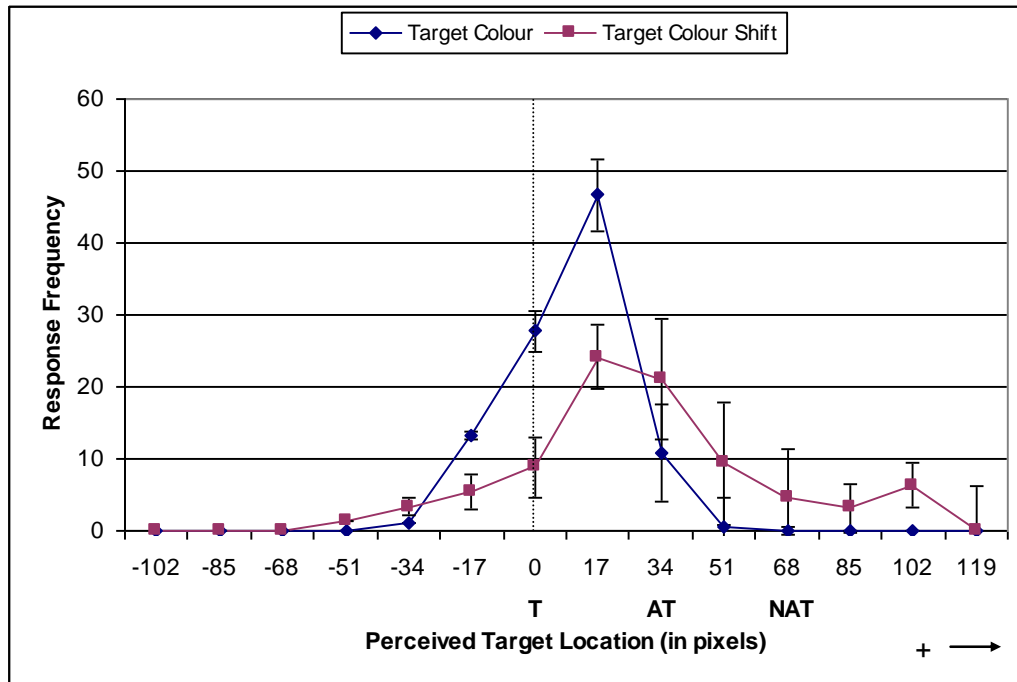 Target Colour Target Colour Shift
60
50
40
30
20
10
0
Response Frequency
-102 -85 -68 -51 -34 -17 0 17 34 51 68 85 102 119
T AT NAT
Perceived Target Location (in pixels)
+